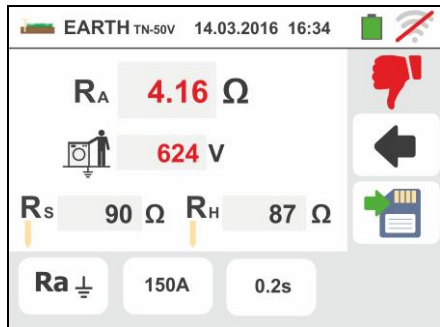 EARTH TN-50V 14.03.2016 16:34
RA 4.16 Ω
624 V
RS 90 Ω RH 87 Ω
Ra 150A 0.2s